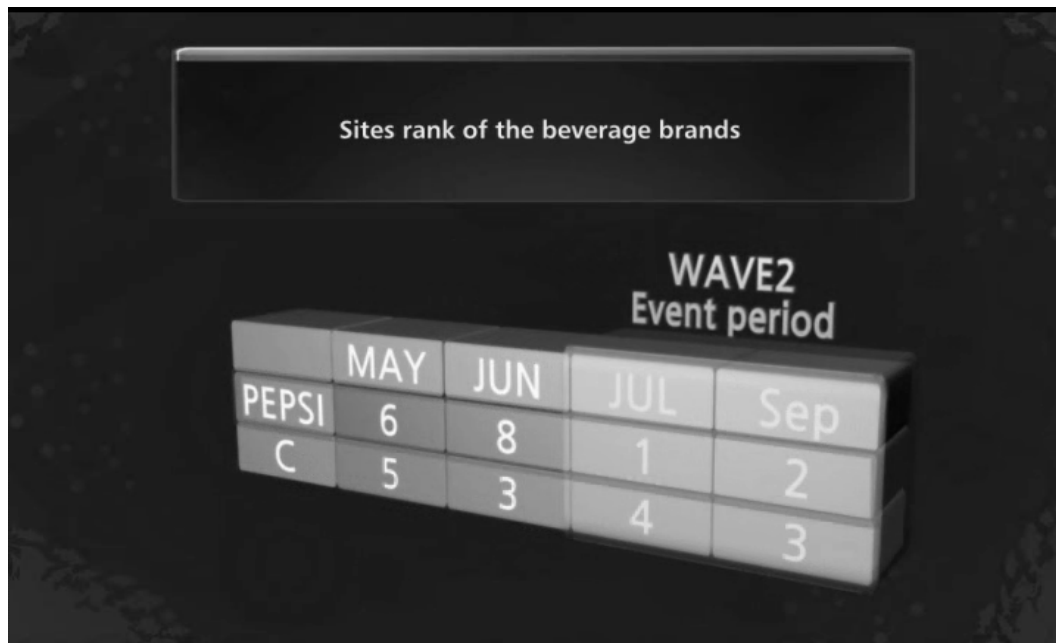 Sites rank of the beverage brands
WAVE2
Event period
MAY JUN JUL Sep
PEPSI 6 8 1 2
C 5 3 4 3